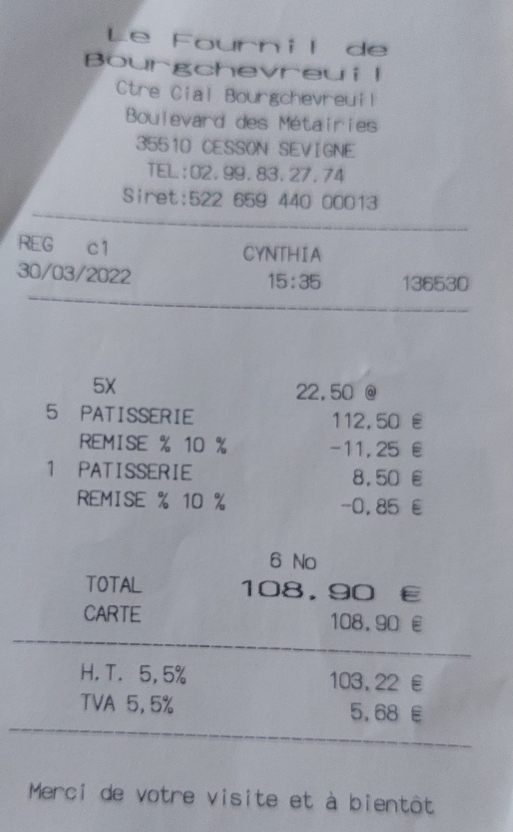 Le Fournil de
Bourgchevreuil
Ctre Cial Bourgchevreuil
Boulevard des Métairies
35510 CESSON SEVIGNE
TEL:02.99.83.27.74
Siret:522 659 440 00013
REG c1 CYNTHIA
30/03/2022 15:35 136530
5X 22,50 @
5 PATISSERIE 112,50 €
REMISE % 10 % -11,25 €
1 PATISSERIE 8,50 €
REMISE % 10 % -0,85 €
6 No
TOTAL 108.90 €
CARTE 108,90 €
H.T. 5,5% 103,22 €
TVA 5,5% 5,68 €
Merci de votre visite et à bientôt